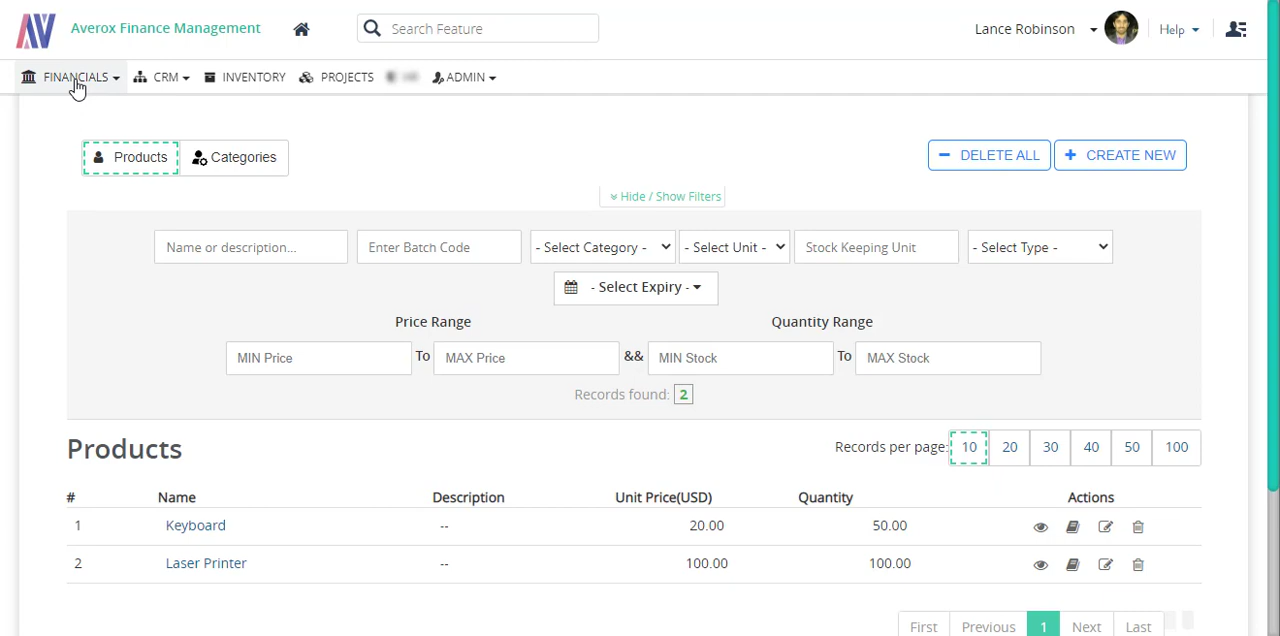 AV Averox Finance Management Search Feature Lance Robinson Help
FINANCIALS CRM INVENTORY PROJECTS ADMIN
Products Categories - DELETE ALL + CREATE NEW
Hide / Show Filters
Name or description... Enter Batch Code - Select Category - - Select Unit - Stock Keeping Unit - Select Type -
- Select Expiry -
Price Range Quantity Range
MIN Price To MAX Price && MIN Stock To MAX Stock
Records found: 2
Products Records per page: 10 20 30 40 50 100
# Name Description Unit Price(USD) Quantity Actions
1 Keyboard -- 20.00 50.00
2 Laser Printer -- 100.00 100.00
First Previous 1 Next Last